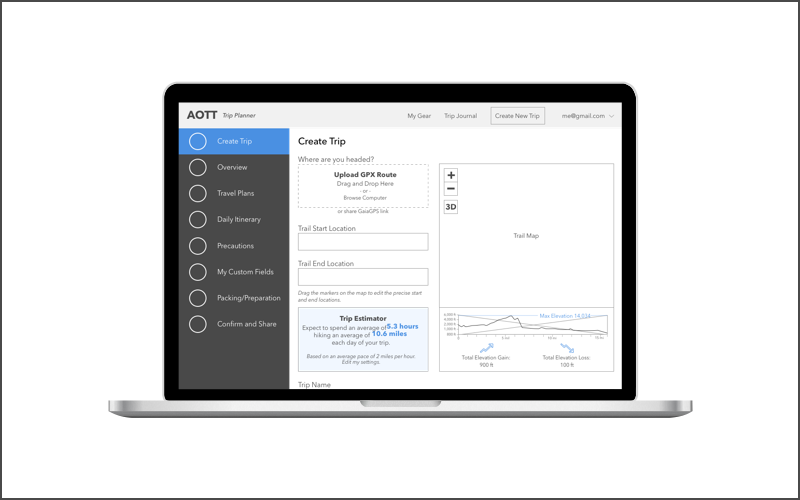 AOTT Trip Planner
My Gear
Trip Journal
Create New Trip
me@gmail.com
Create Trip
Overview
Travel Plans
Daily Itinerary
Precautions
My Custom Fields
Packing/Preparation
Confirm and Share
Create Trip
Where are you headed?
Upload GPX Route
Drag and Drop Here
- or -
Browse Computer
or share GaiaGPS link
Trail Start Location
Trail End Location
Drag the markers on the map to edit the precise start
and end locations.
Trip Estimator
Expect to spend an average of 5.3 hours
hiking an average of 10.6 miles
each day of your trip.
Based on an average pace of 2 miles per hour.
Edit my settings.
Trip Name
+
−
3D
Trail Map
Max Elevation 14,034
Total Elevation Gain:
900 ft
Total Elevation Loss:
100 ft